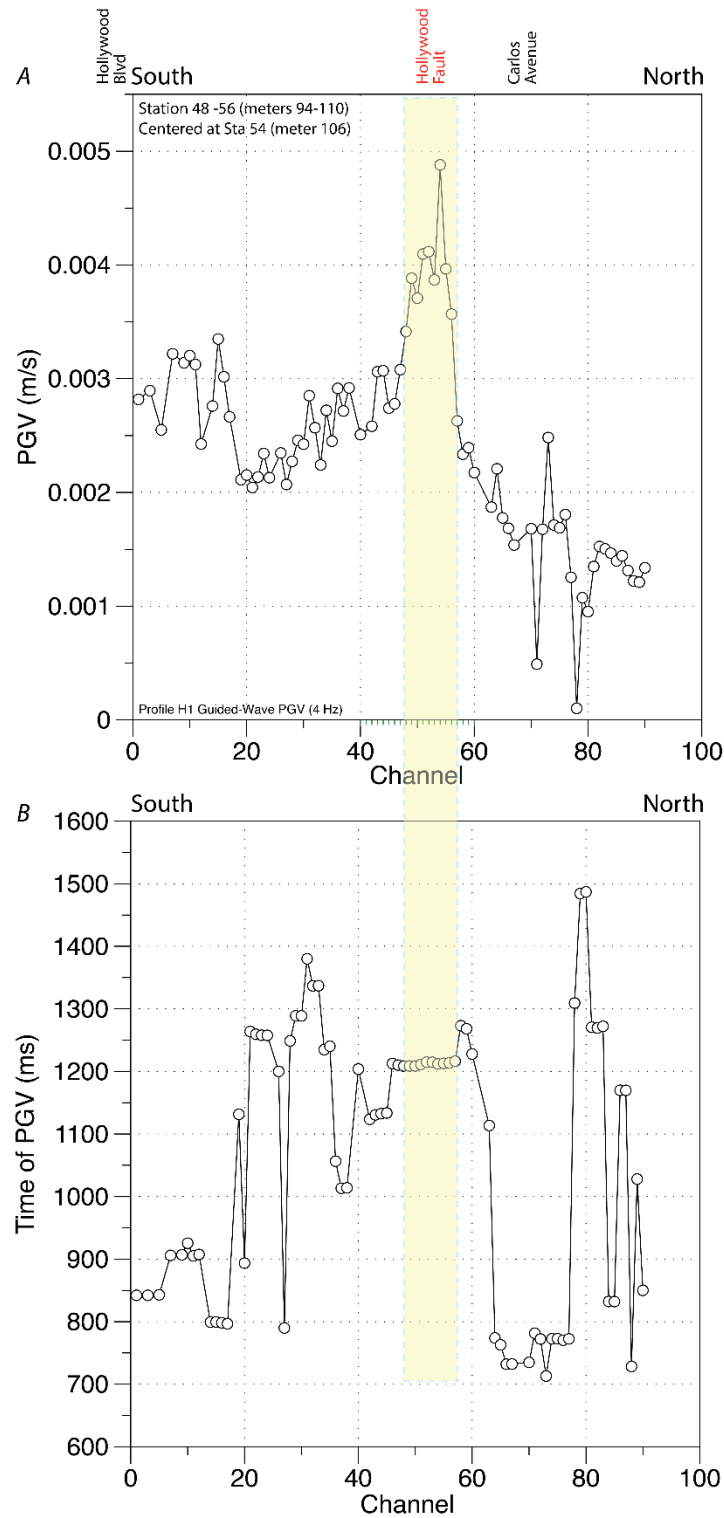 Hollywood
Blvd
Hollywood
Fault
Carlos
Avenue
A
South
North
Station 48 -56 (meters 94-110)
Centered at Sta 54 (meter 106)
0.005
0.004
0.003
0.002
0.001
0
PGV (m/s)
Profile H1 Guided-Wave PGV (4 Hz)
0 20 40 60 80 100
Channel
B
South
North
1600
1500
1400
1300
1200
1100
1000
900
800
700
600
Time of PGV (ms)
0 20 40 60 80 100
Channel